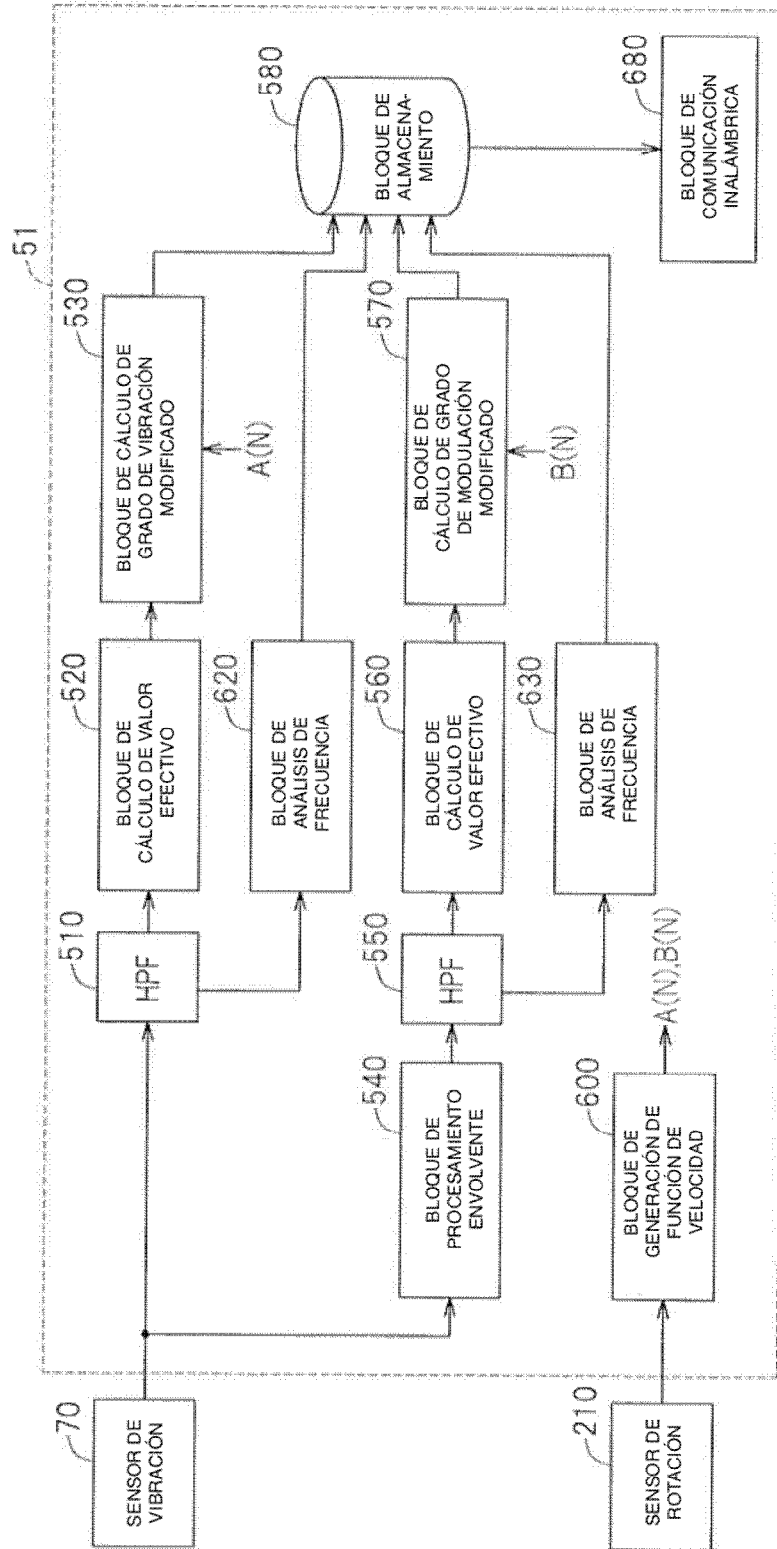 51
70
SENSOR DE
VIBRACIÓN
510
HPF
520
BLOQUE DE
CÁLCULO DE VALOR
EFECTIVO
530
BLOQUE DE CÁLCULO DE
GRADO DE VIBRACIÓN
MODIFICADO
A(N)
580
BLOQUE DE
ALMACENA-
MIENTO
620
BLOQUE DE
ANÁLISIS DE
FRECUENCIA
540
BLOQUE DE
PROCESAMIENTO
ENVOLVENTE
550
HPF
560
BLOQUE DE
CÁLCULO DE
VALOR EFECTIVO
570
BLOQUE DE
CÁLCULO DE GRADO
DE MODULACIÓN
MODIFICADO
B(N)
680
BLOQUE DE
COMUNICACIÓN
INALÁMBRICA
630
BLOQUE DE
ANÁLISIS DE
FRECUENCIA
210
SENSOR DE
ROTACIÓN
600
BLOQUE DE
GENERACIÓN DE
FUNCIÓN DE
VELOCIDAD
A(N),B(N)